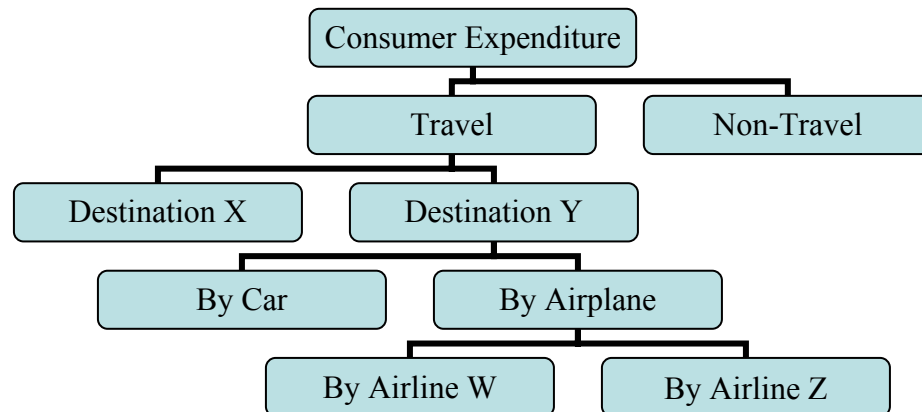 Consumer Expenditure
Travel
Non-Travel
Destination X
Destination Y
By Car
By Airplane
By Airline W
By Airline Z